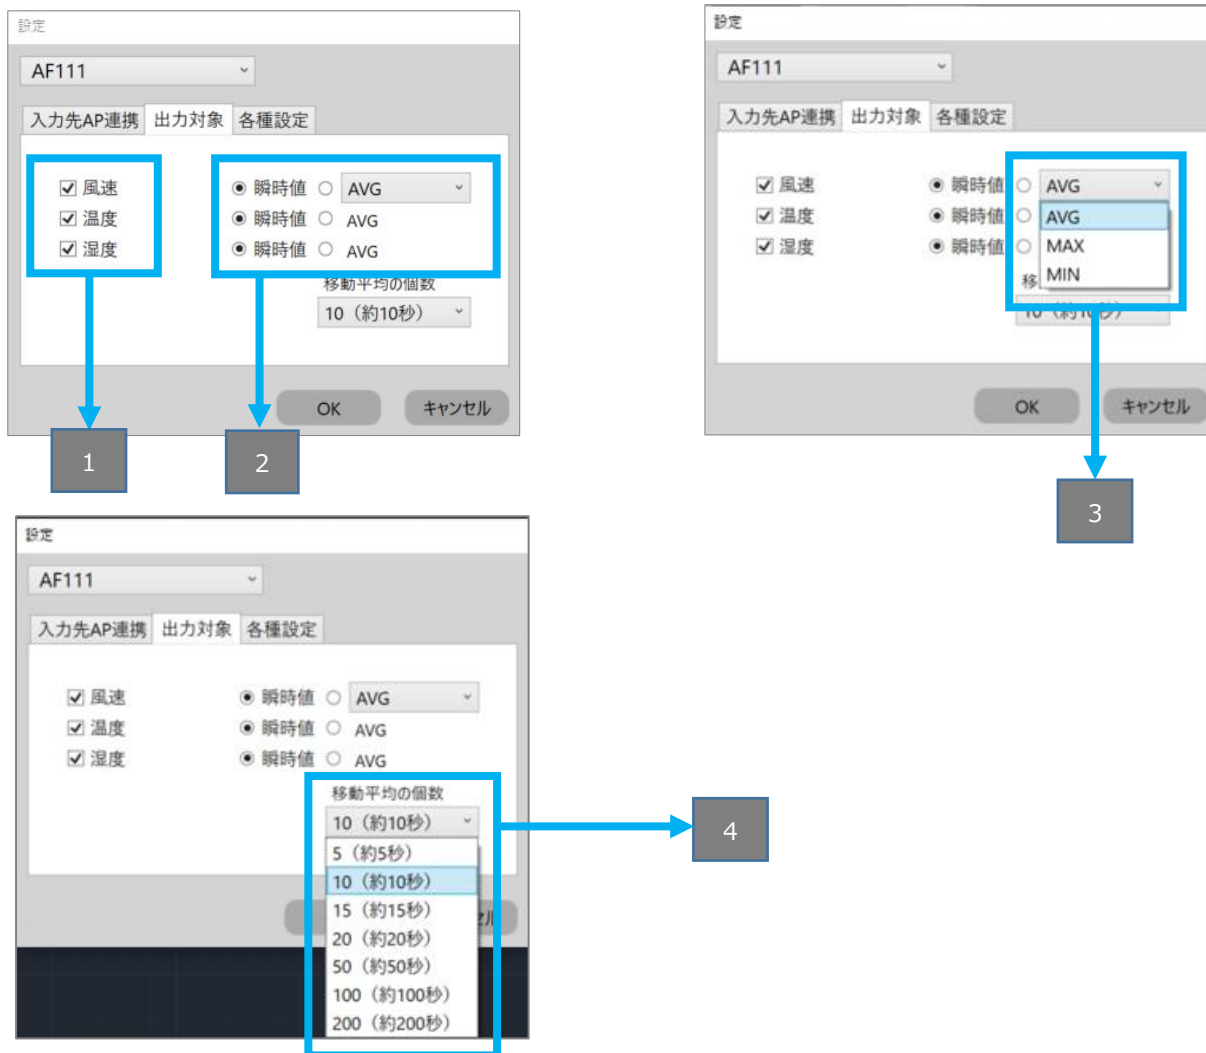 設定
AF111
入力先AP連携 出力対象 各種設定
風速 瞬時値 AVG
温度 瞬時値 AVG
湿度 瞬時値 AVG
移動平均の個数
10（約10秒）
OK キャンセル
1 2
設定
AF111
入力先AP連携 出力対象 各種設定
風速 瞬時値 AVG
温度 瞬時値 AVG
湿度 瞬時値 MAX
移 MIN
10（約10秒）
OK キャンセル
3
設定
AF111
入力先AP連携 出力対象 各種設定
風速 瞬時値 AVG
温度 瞬時値 AVG
湿度 瞬時値 AVG
移動平均の個数
10（約10秒）
5（約5秒）
10（約10秒）
15（約15秒）
セル
20（約20秒）
50（約50秒）
100（約100秒）
200（約200秒）
4